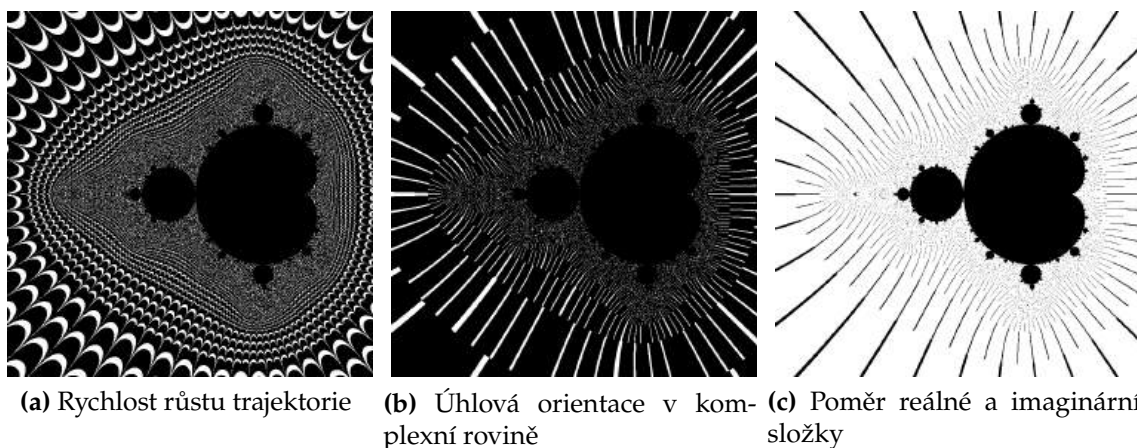 (a) Rychlost růstu trajektorie
(b) Úhlová orientace v kom-
plexní rovině
(c) Poměr reálné a imaginární
složky